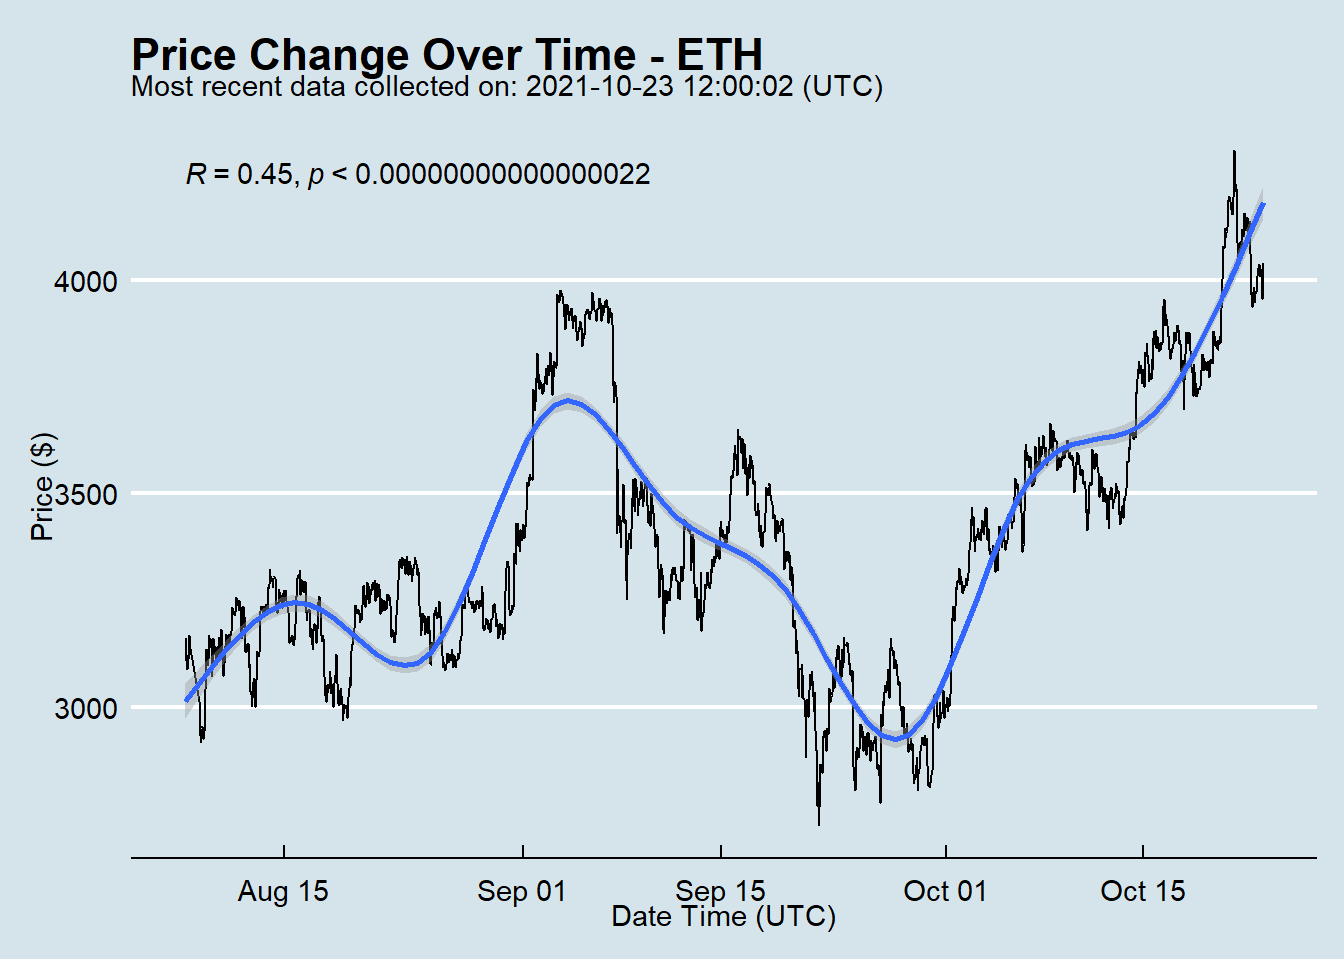 Price Change Over Time - ETH
Most recent data collected on: 2021-10-23 12:00:02 (UTC)
R = 0.45, p < 0.00000000000000022
4000
3500
3000
Price ($)
Aug 15
Sep 01
Sep 15
Oct 01
Oct 15
Date Time (UTC)